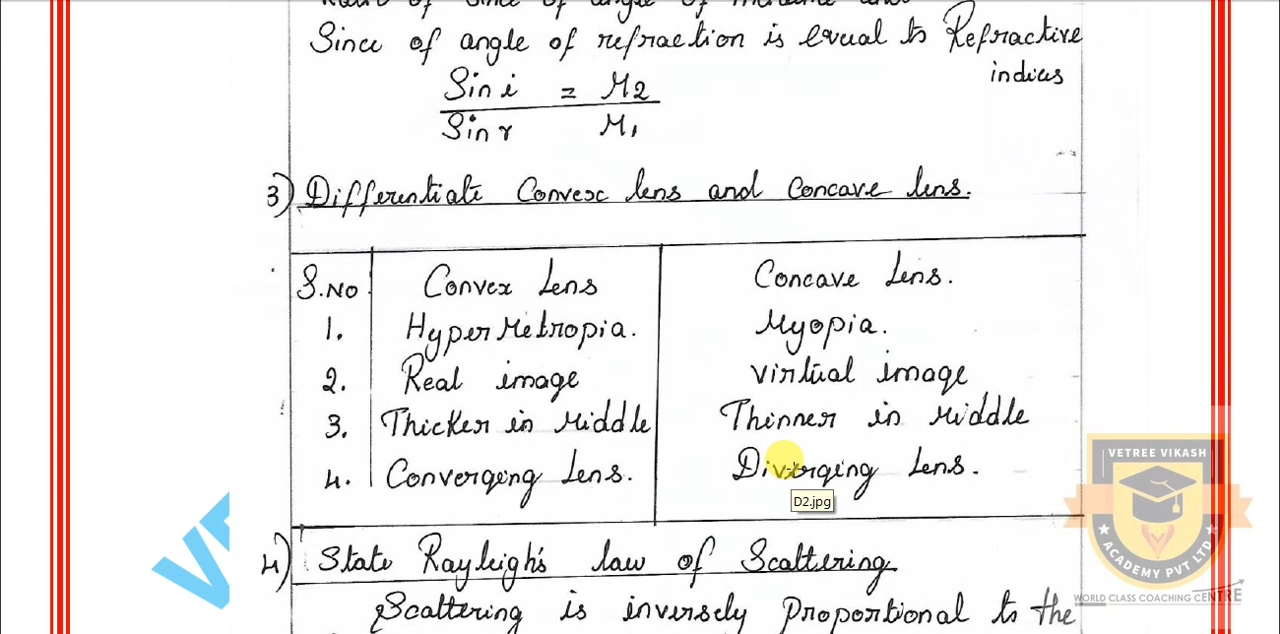 Since of angle of refraction is equal to Refractive
indices
Sin i = μ2
Sin r μ1
3) Differentiate Convex lens and Concave lens.
S.No Convex Lens Concave Lens.
1. HyperMetropia. Myopia.
2. Real image Virtual image
3. Thicker in Middle Thinner in Middle
4. Converging Lens. Diverging Lens.
D2.jpg
4) State Rayleigh's law of Scattering
Scattering is inversely Proportional to the
VETREE VIKASH
ACADEMY PVT LTD
WORLD CLASS COACHING CENTRE